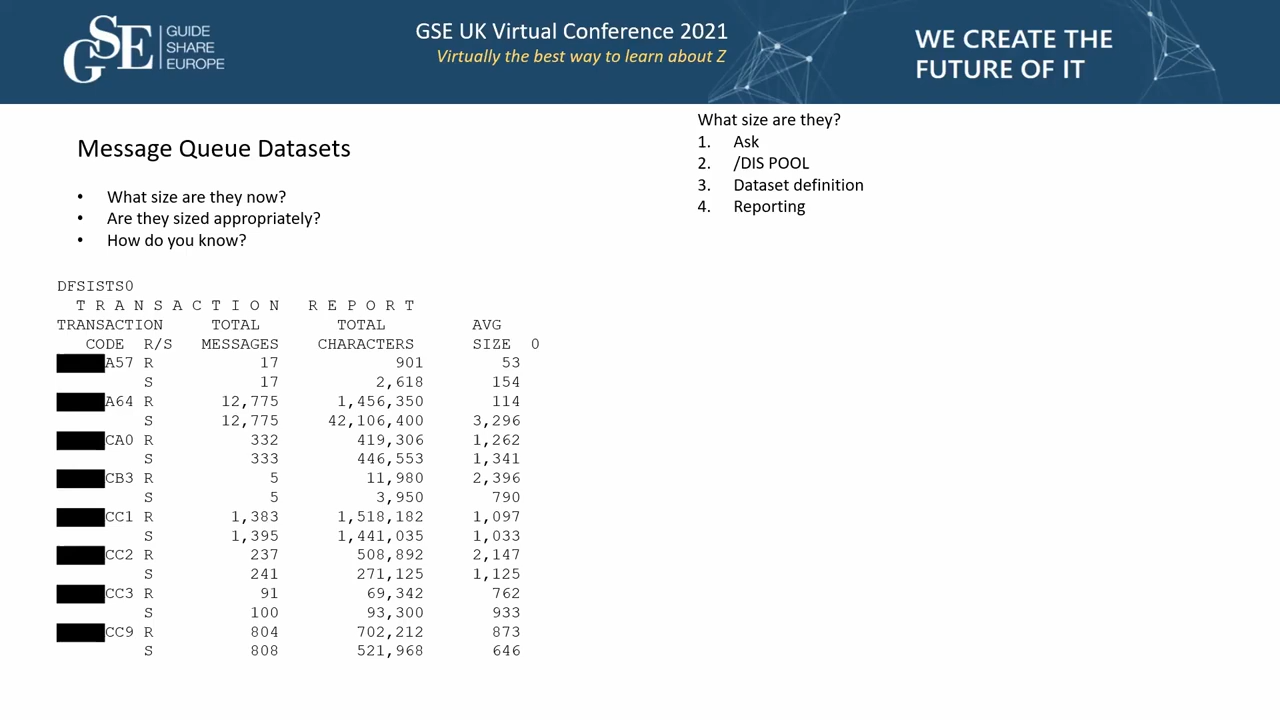 GSE
GUIDE
SHARE
EUROPE
GSE UK Virtual Conference 2021
Virtually the best way to learn about Z
WE CREATE THE
FUTURE OF IT
Message Queue Datasets
• What size are they now?
• Are they sized appropriately?
• How do you know?
What size are they?
1. Ask
2. /DIS POOL
3. Dataset definition
4. Reporting
DFSISTS0
T R A N S A C T I O N   R E P O R T
TRANSACTION TOTAL TOTAL AVG
CODE R/S MESSAGES CHARACTERS SIZE 0
A57 R 17 901 53
S 17 2,618 154
A64 R 12,775 1,456,350 114
S 12,775 42,106,400 3,296
CA0 R 332 419,306 1,262
S 333 446,553 1,341
CB3 R 5 11,980 2,396
S 5 3,950 790
CC1 R 1,383 1,518,182 1,097
S 1,395 1,441,035 1,033
CC2 R 237 508,892 2,147
S 241 271,125 1,125
CC3 R 91 69,342 762
S 100 93,300 933
CC9 R 804 702,212 873
S 808 521,968 646